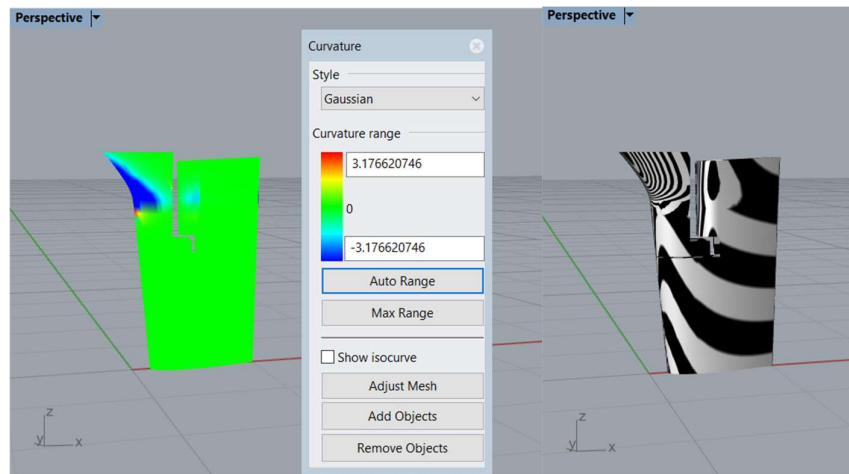 Perspective
Curvature
Style
Gaussian
Curvature range
3.176620746
0
-3.176620746
Auto Range
Max Range
Show isocurve
Adjust Mesh
Add Objects
Remove Objects
z
y
x
Perspective
z
y
x